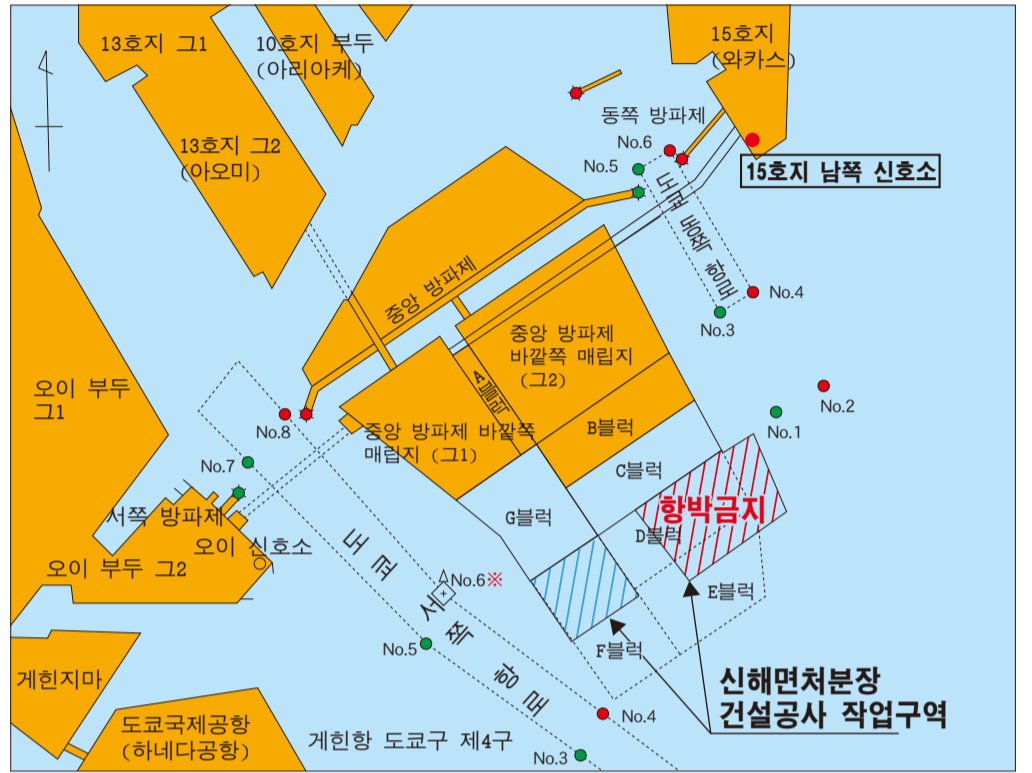 13호지 그1
10호지 부두
(아리아케)
15호지
(와카스)
동쪽 방파제
13호지 그2
(아오미)
No.6
No.5
15호지 남쪽 신호소
도쿄 동쪽 항로
No.4
No.3
중앙 방파제
중앙 방파제
바깥쪽 매립지
(그2)
A블럭
오이 부두
그1
No.2
No.1
No.8
중앙 방파제 바깥쪽
매립지 (그1)
B블럭
C블럭
No.7
항박금지
G블럭
D블럭
서쪽 방파제
오이 신호소
오이 부두 그2
도쿄 서쪽 항로
No.6※
E블럭
No.5
F블럭
게힌지마
신해면처분장
건설공사 작업구역
도쿄국제공항
(하네다공항)
게힌항 도쿄구 제4구
No.4
No.3